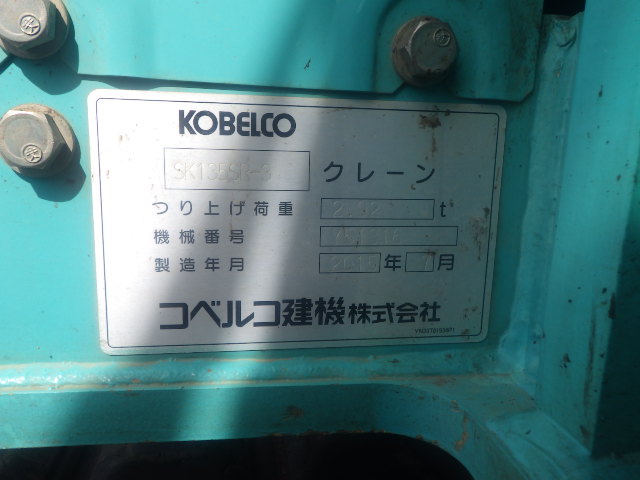 KOBELCO
SK135SR-3 クレーン
つり上げ荷重 t
機械番号
製造年月 年 月
コベルコ建機株式会社